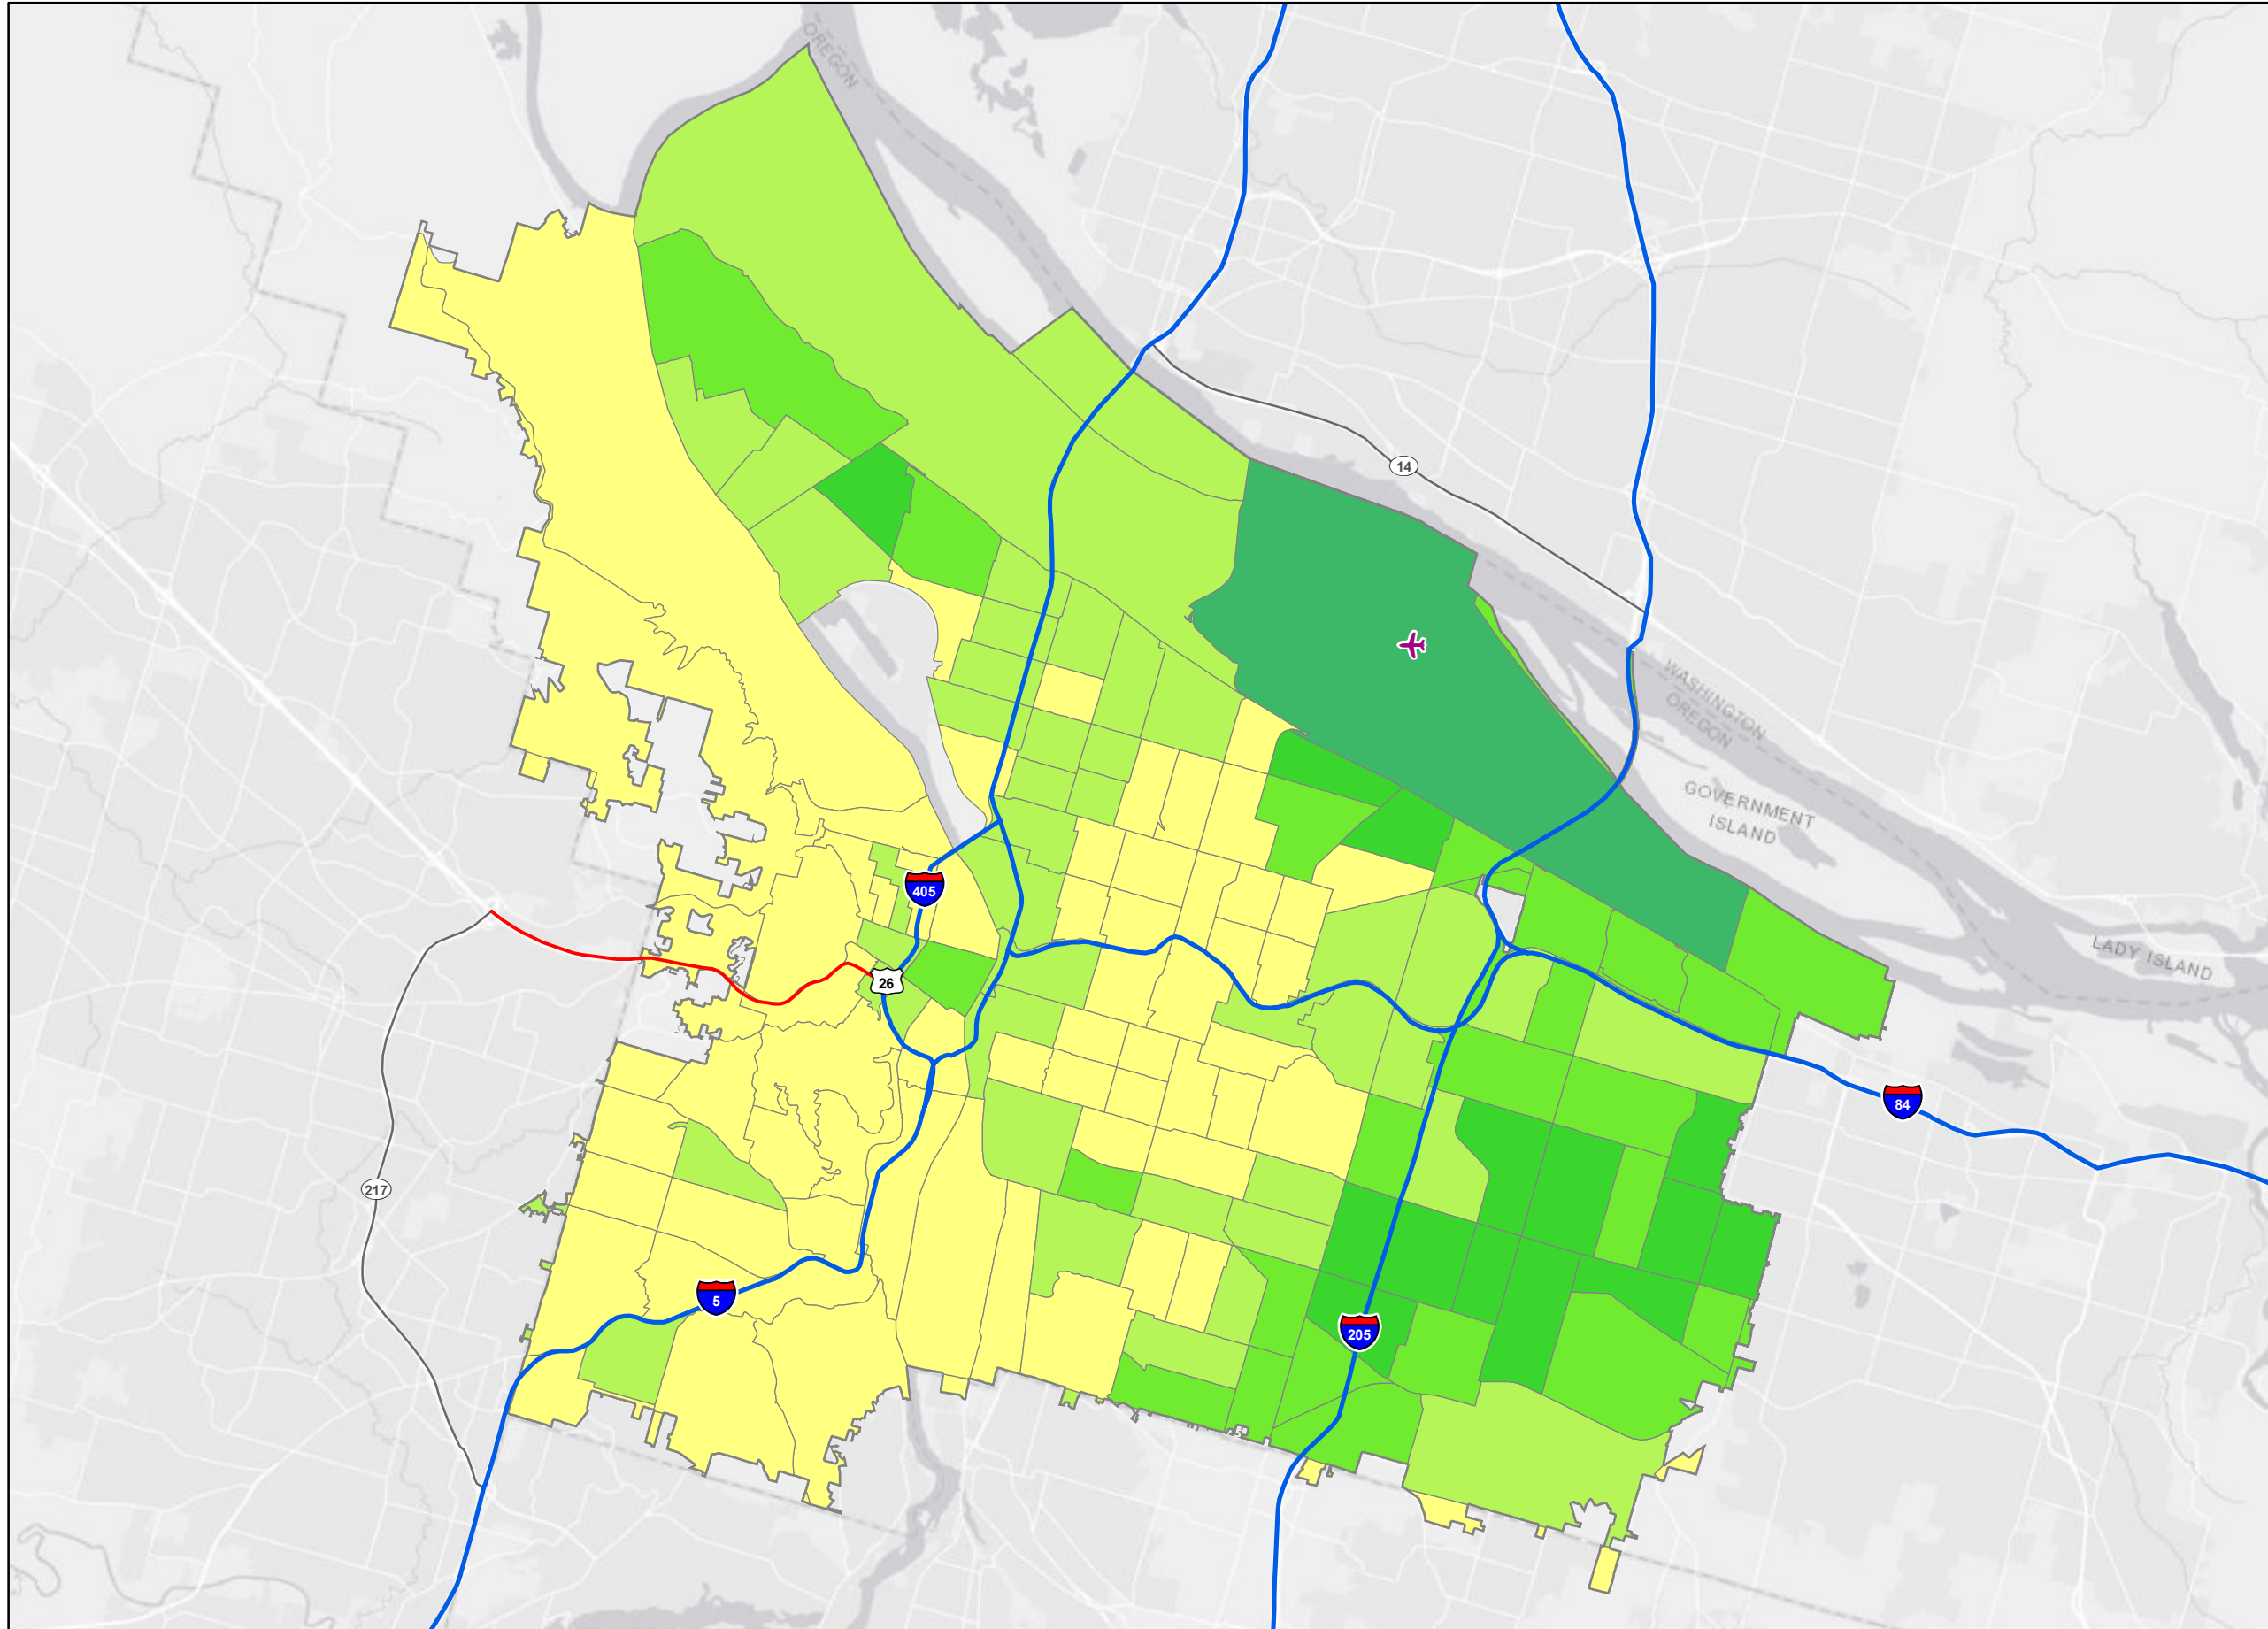 OREGON
14
WASHINGTON
OREGON
GOVERNMENT
ISLAND
405
LADY ISLAND
26
84
217
5
205